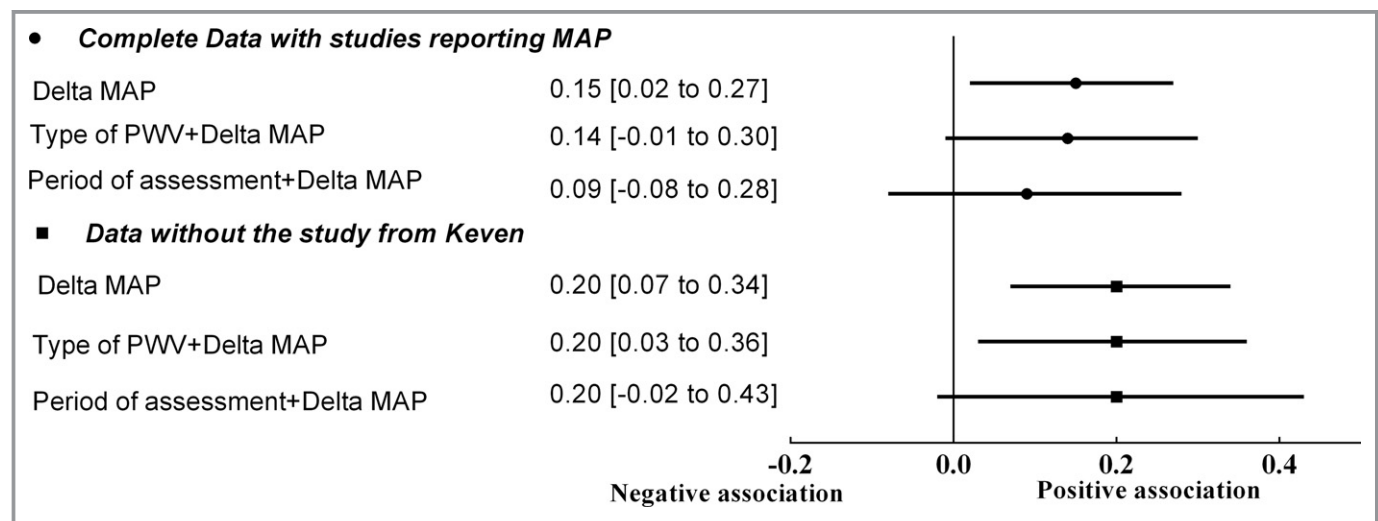 ● Complete Data with studies reporting MAP
Delta MAP 0.15 [0.02 to 0.27]
Type of PWV+Delta MAP 0.14 [-0.01 to 0.30]
Period of assessment+Delta MAP 0.09 [-0.08 to 0.28]
■ Data without the study from Keven
Delta MAP 0.20 [0.07 to 0.34]
Type of PWV+Delta MAP 0.20 [0.03 to 0.36]
Period of assessment+Delta MAP 0.20 [-0.02 to 0.43]
-0.2 0.0 0.2 0.4
Negative association Positive association